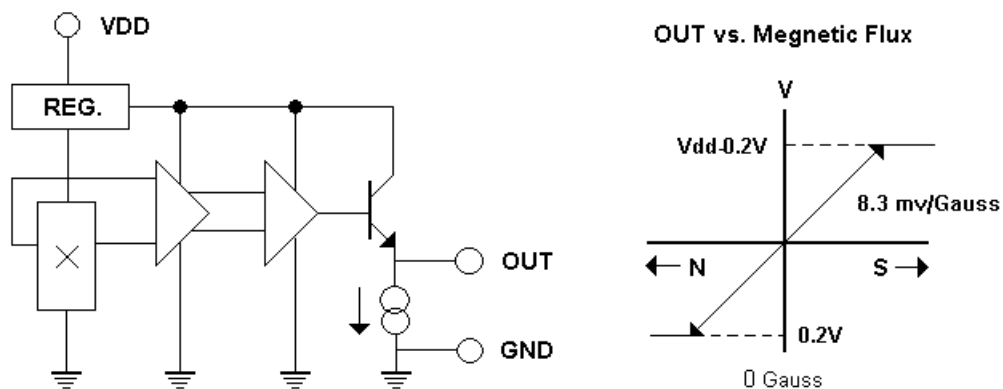 VDD
REG.
OUT
GND
OUT vs. Megnetic Flux
V
Vdd-0.2V
8.3 mv/Gauss
N
S
0.2V
0 Gauss